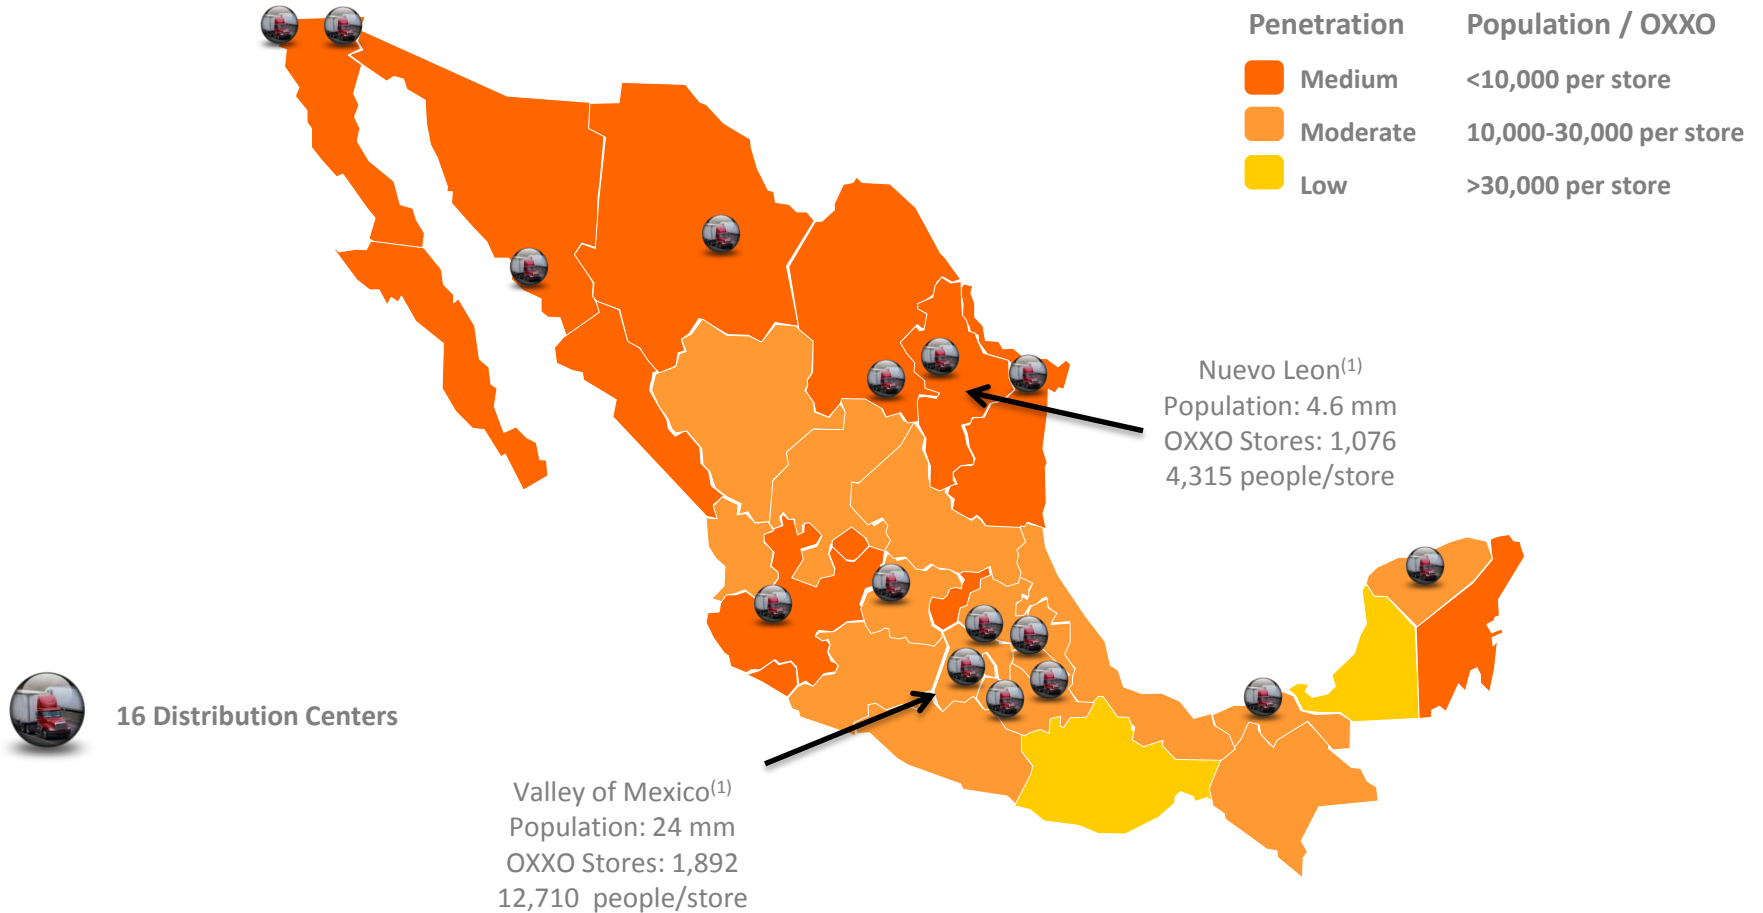 Penetration Population / OXXO
Medium <10,000 per store
Moderate 10,000-30,000 per store
Low >30,000 per store
Nuevo Leon(1)
Population: 4.6 mm
OXXO Stores: 1,076
4,315 people/store
16 Distribution Centers
Valley of Mexico(1)
Population: 24 mm
OXXO Stores: 1,892
12,710 people/store